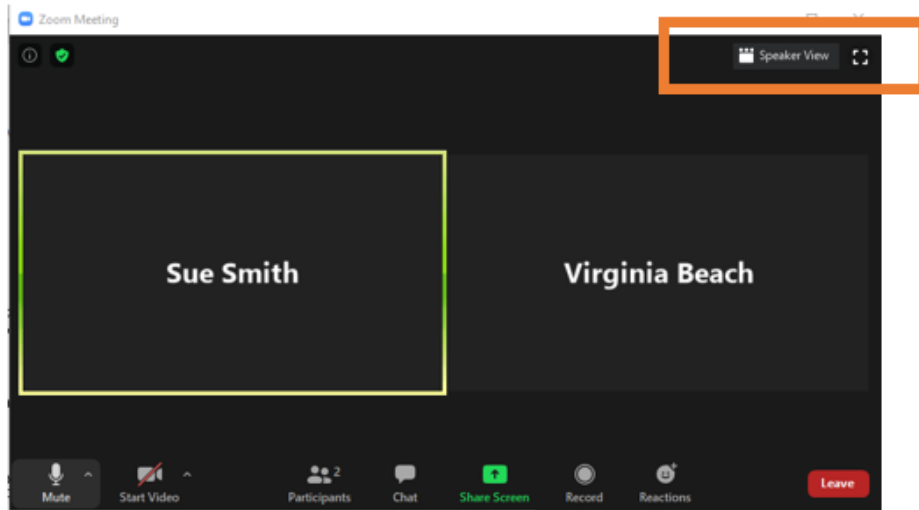 Zoom Meeting
Speaker View
Sue Smith
Virginia Beach
2
Mute Start Video Participants Chat Share Screen Record Reactions Leave